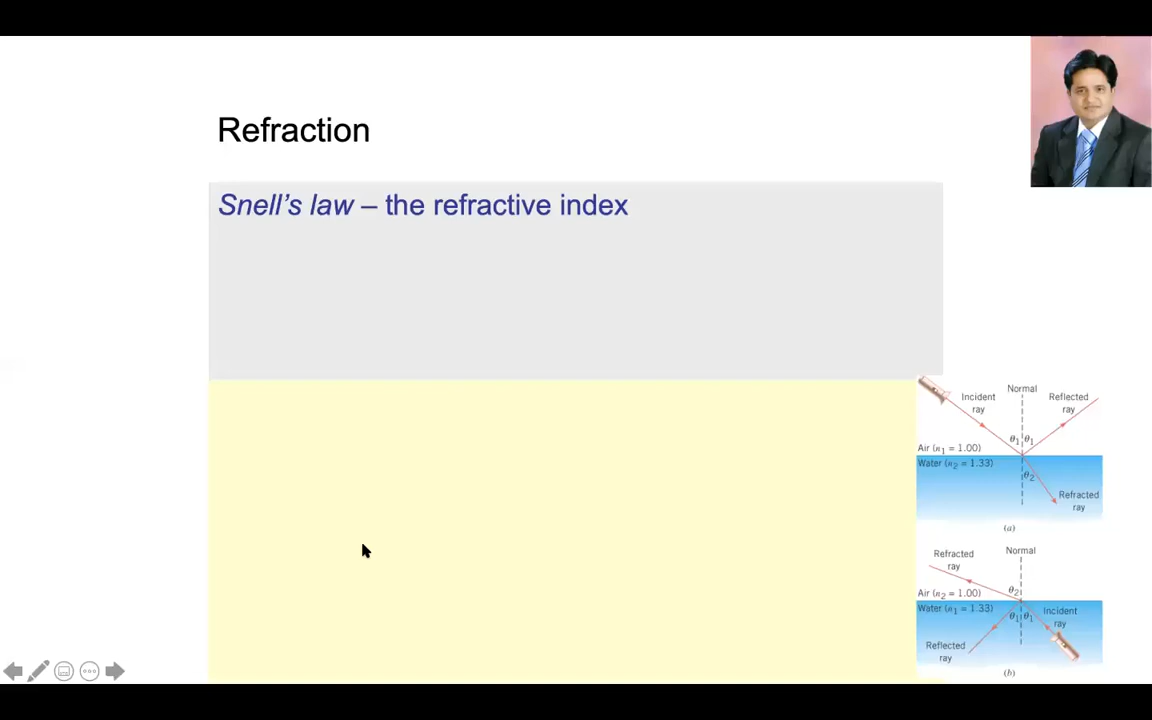 Refraction
Snell's law – the refractive index
Normal
Incident
ray
Reflected
ray
θ1 θ1
Air (n1 = 1.00)
Water (n2 = 1.33)
θ2
Refracted
ray
(a)
Refracted
ray
Normal
θ2
Air (n2 = 1.00)
Water (n1 = 1.33)
θ1 θ1
Incident
ray
Reflected
ray
(b)